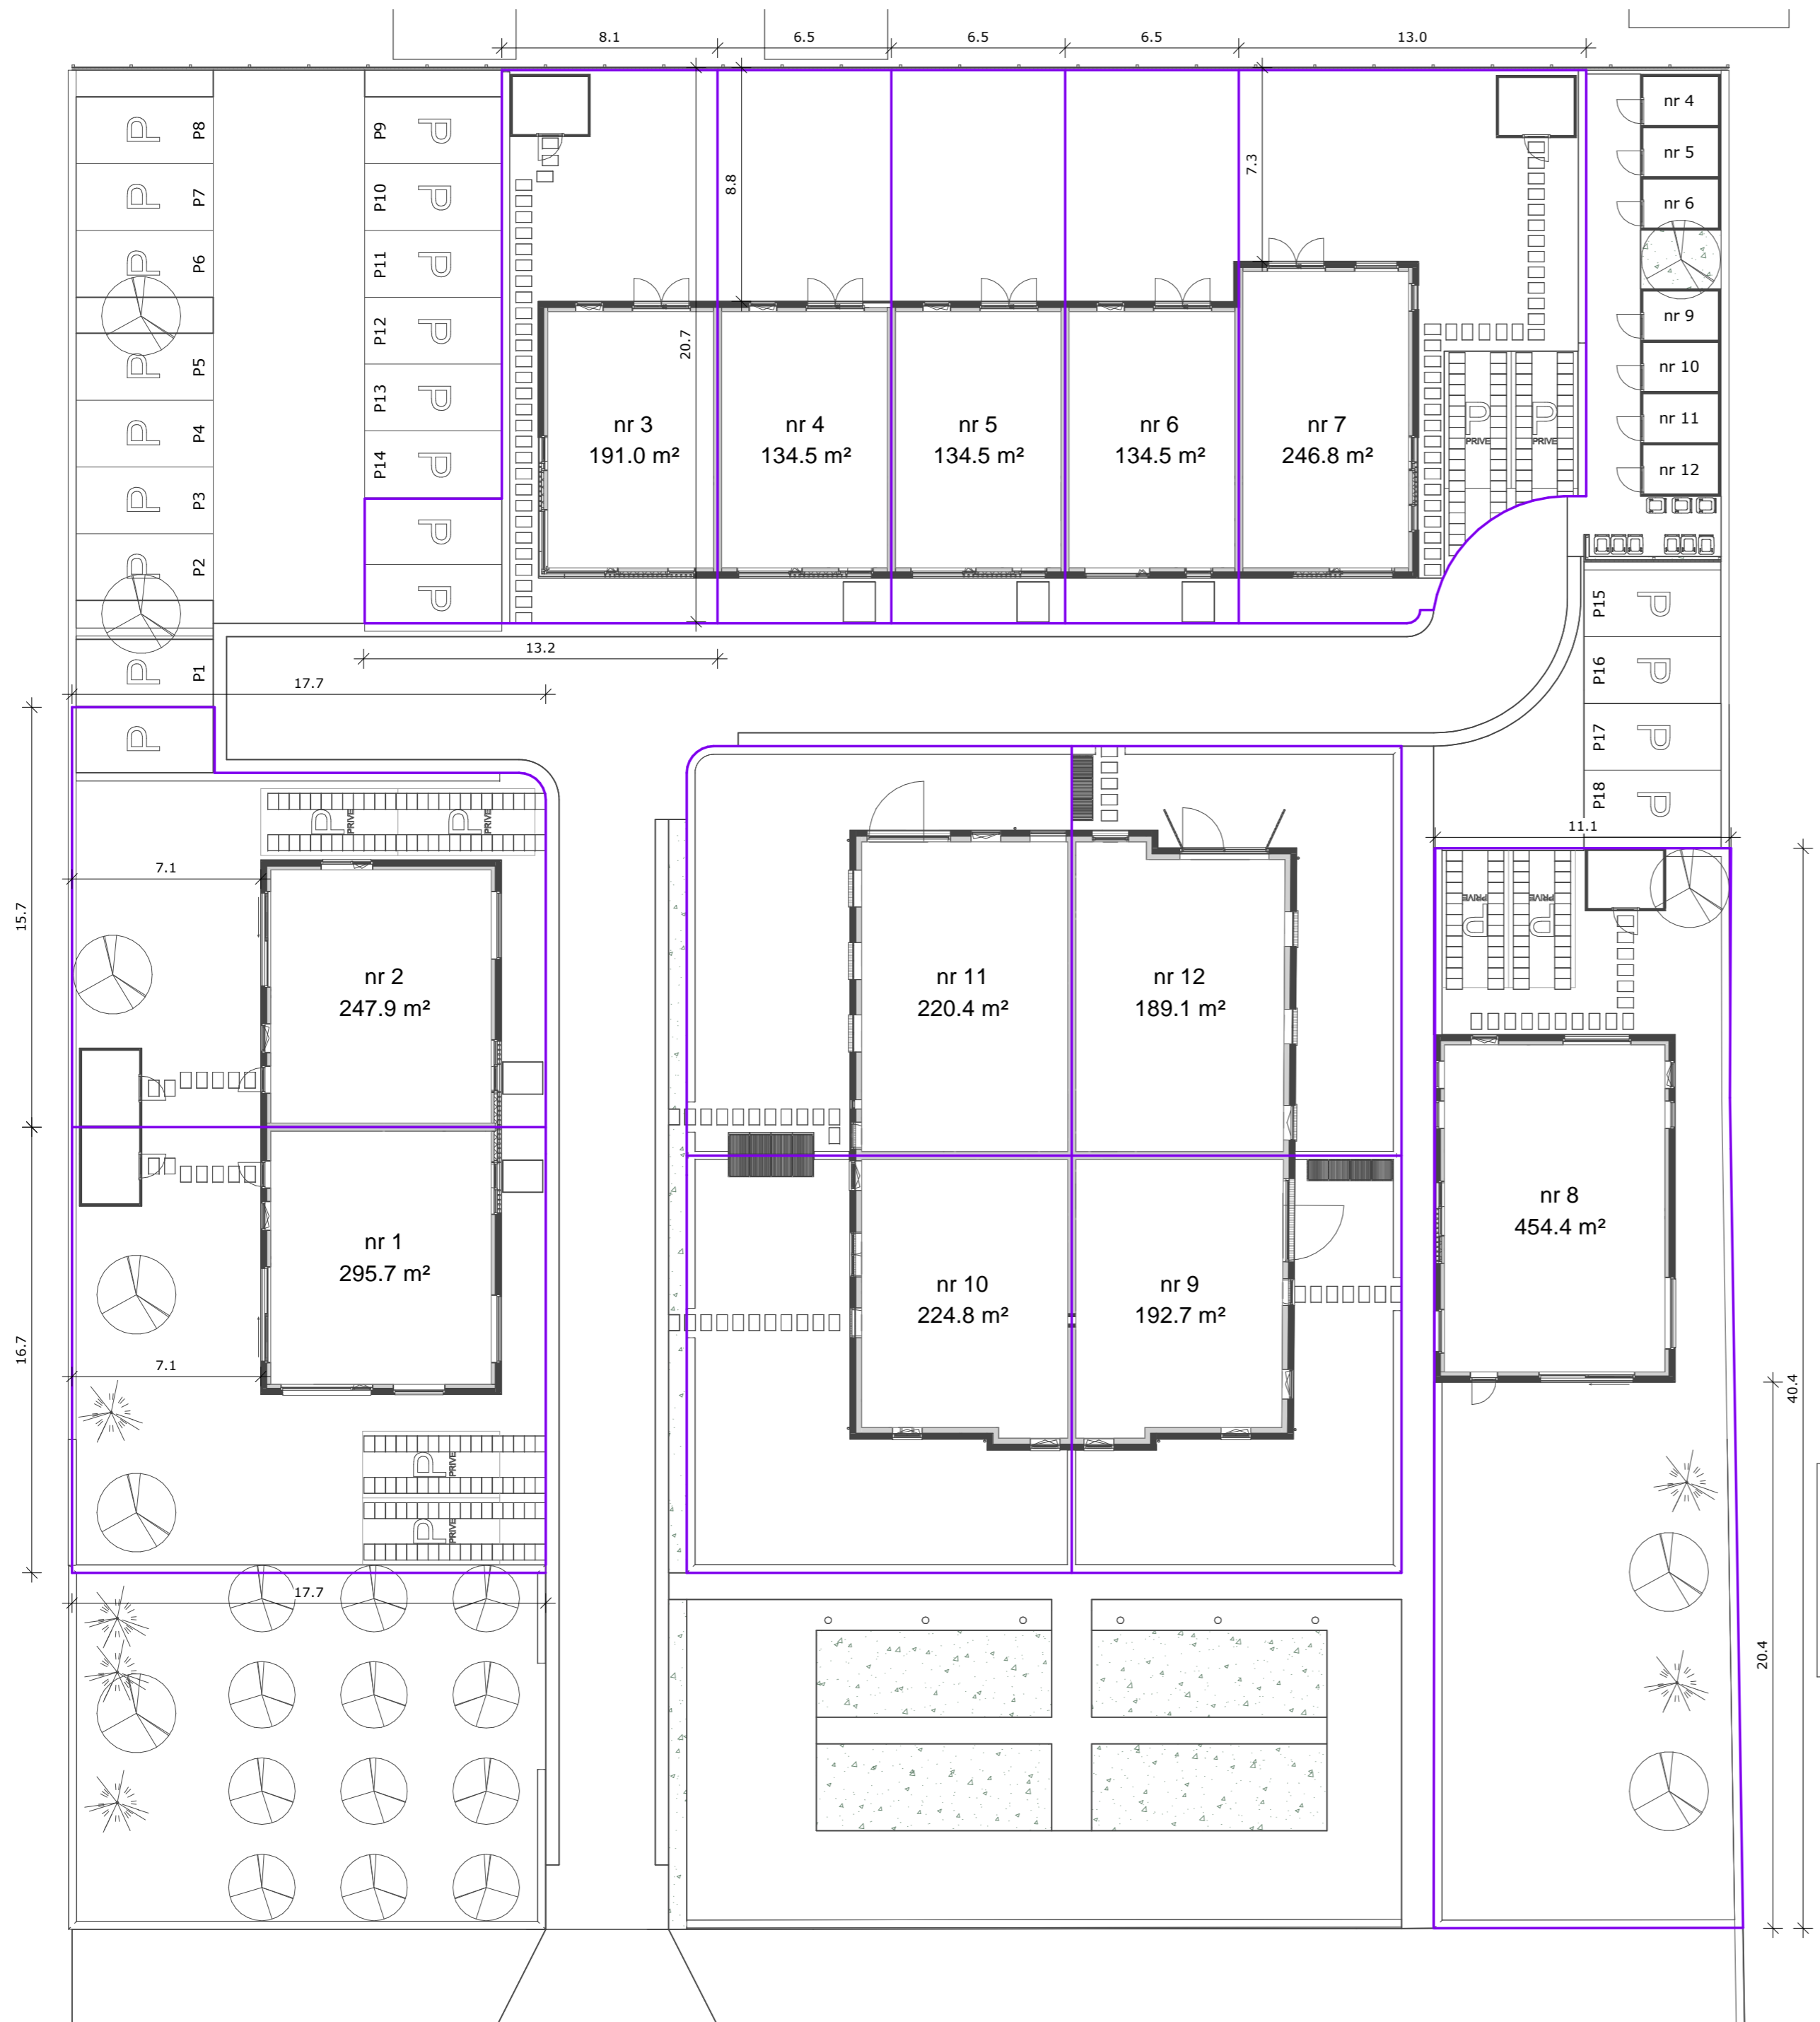 8.1
6.5
6.5
6.5
13.0
P
P8
P9
P
nr 4
P
P7
P10
P
8.8
7.3
nr 5
P
P6
P11
P
nr 6
P
P5
P12
P
20.7
nr 9
P
P4
P13
P
nr 10
nr 3
191.0 m²
nr 4
134.5 m²
nr 5
134.5 m²
nr 6
134.5 m²
nr 7
246.8 m²
P
PRIVE
P
PRIVE
nr 11
P
P3
P14
P
nr 12
P
P2
P
P
P15
P
P
P1
13.2
17.7
P16
P
P
P17
P
P18
P
11.1
P
PRIVE
P
PRIVE
7.1
15.7
PRIVE
P
PRIVE
P
nr 2
247.9 m²
nr 11
220.4 m²
nr 12
189.1 m²
nr 8
454.4 m²
nr 1
295.7 m²
nr 10
224.8 m²
nr 9
192.7 m²
16.7
7.1
40.4
P
PRIVE
P
PRIVE
17.7
20.4